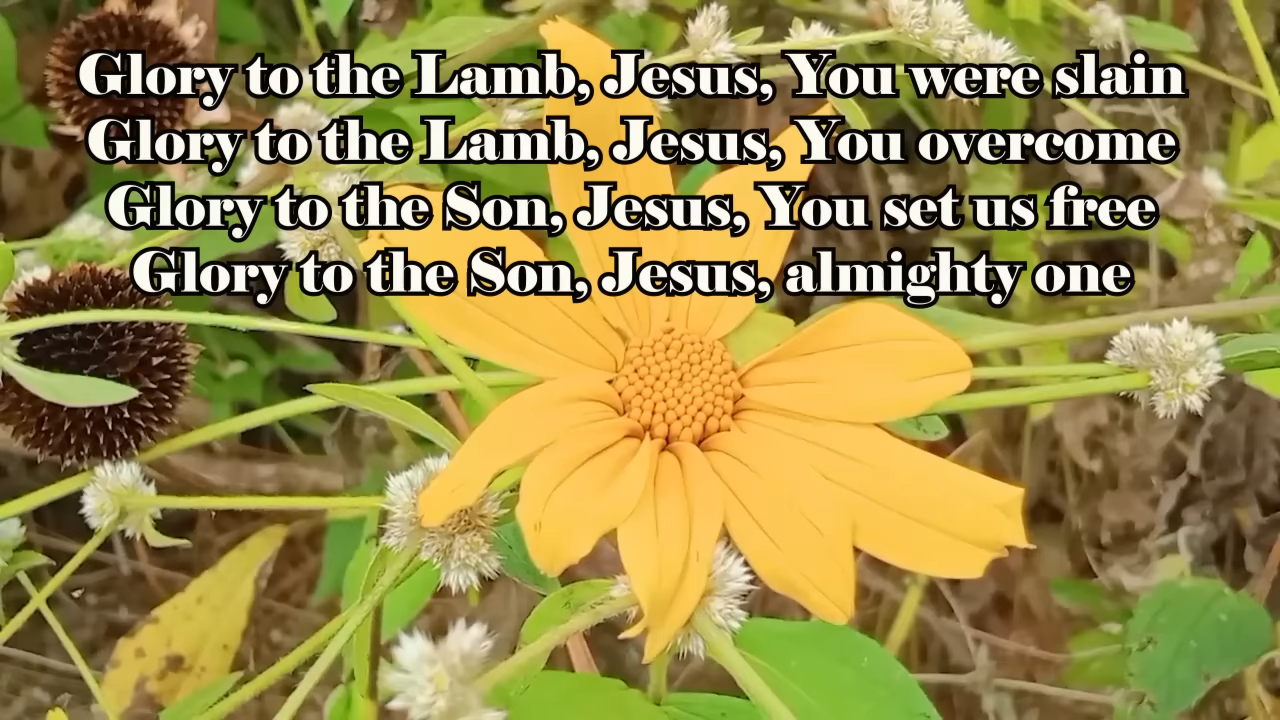 Glory to the Lamb, Jesus, You were slain
Glory to the Lamb, Jesus, You overcome
Glory to the Son, Jesus, You set us free
Glory to the Son, Jesus, almighty one